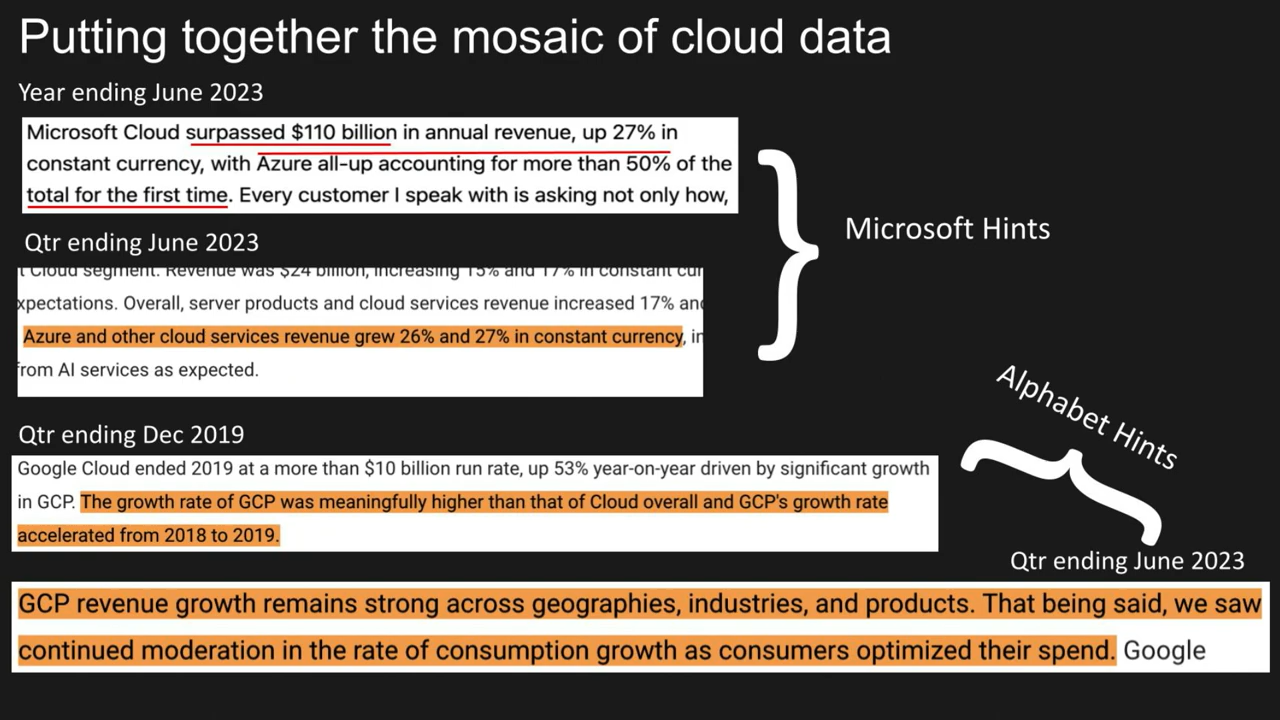 Putting together the mosaic of cloud data
Year ending June 2023
Microsoft Cloud surpassed $110 billion in annual revenue, up 27% in
constant currency, with Azure all-up accounting for more than 50% of the
total for the first time. Every customer I speak with is asking not only how,
Microsoft Hints
Qtr ending June 2023
t Cloud segment. Revenue was $24 billion, increasing 15% and 17% in constant cur
xpectations. Overall, server products and cloud services revenue increased 17% and
Azure and other cloud services revenue grew 26% and 27% in constant currency, in
from AI services as expected.
Alphabet Hints
Qtr ending Dec 2019
Google Cloud ended 2019 at a more than $10 billion run rate, up 53% year-on-year driven by significant growth
in GCP. The growth rate of GCP was meaningfully higher than that of Cloud overall and GCP's growth rate
accelerated from 2018 to 2019.
Qtr ending June 2023
GCP revenue growth remains strong across geographies, industries, and products. That being said, we saw
continued moderation in the rate of consumption growth as consumers optimized their spend. Google